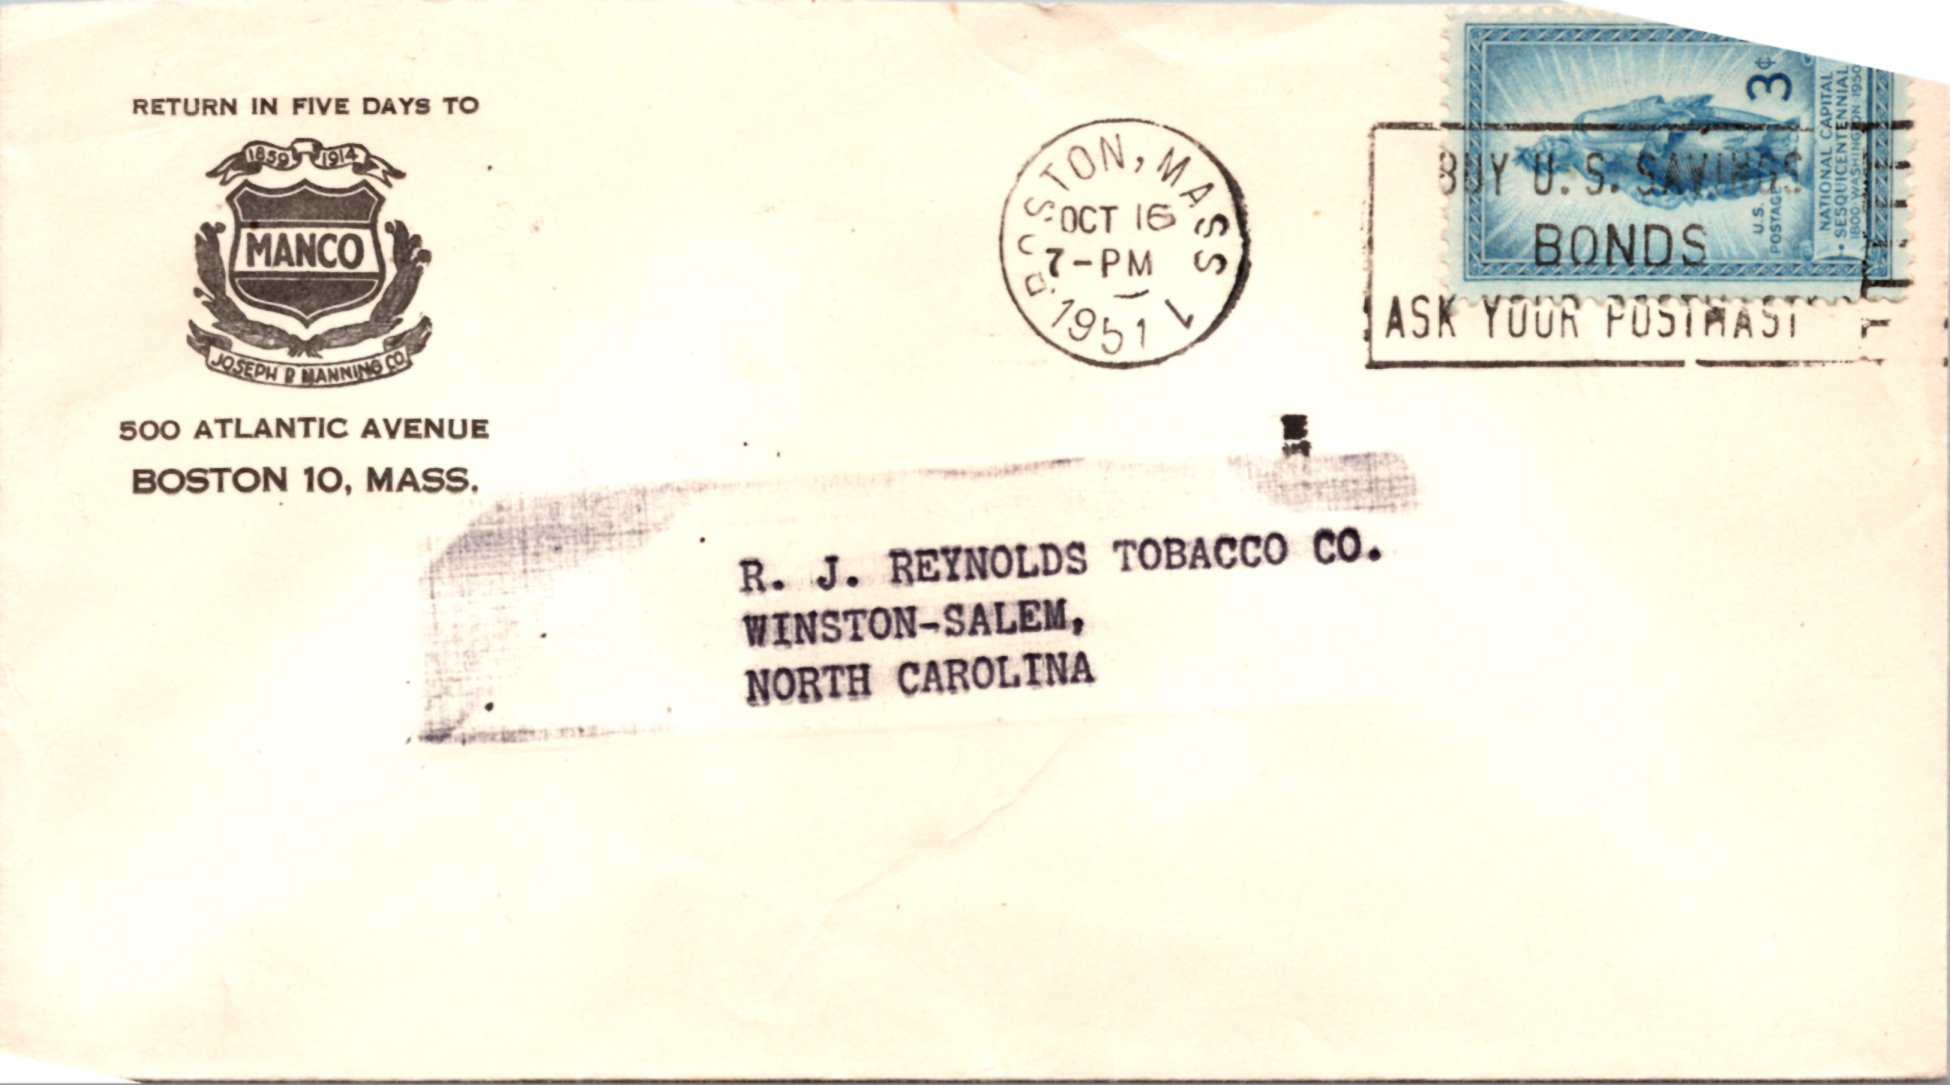 RETURN IN FIVE DAYS TO
1859 1914
MANCO
JOSEPH P MANNING CO.
500 ATLANTIC AVENUE
BOSTON 10, MASS.
BOSTON, MASS 1
OCT 16
7-PM
1951
BUY U. S. SAVINGS
BONDS
ASK YOUR POSTMASTER
3¢
U.S.
POSTAGE
NATIONAL CAPITAL
SESQUICENTENNIAL
1800 WASHINGTON 1950
R. J. REYNOLDS TOBACCO CO.
WINSTON-SALEM,
NORTH CAROLINA